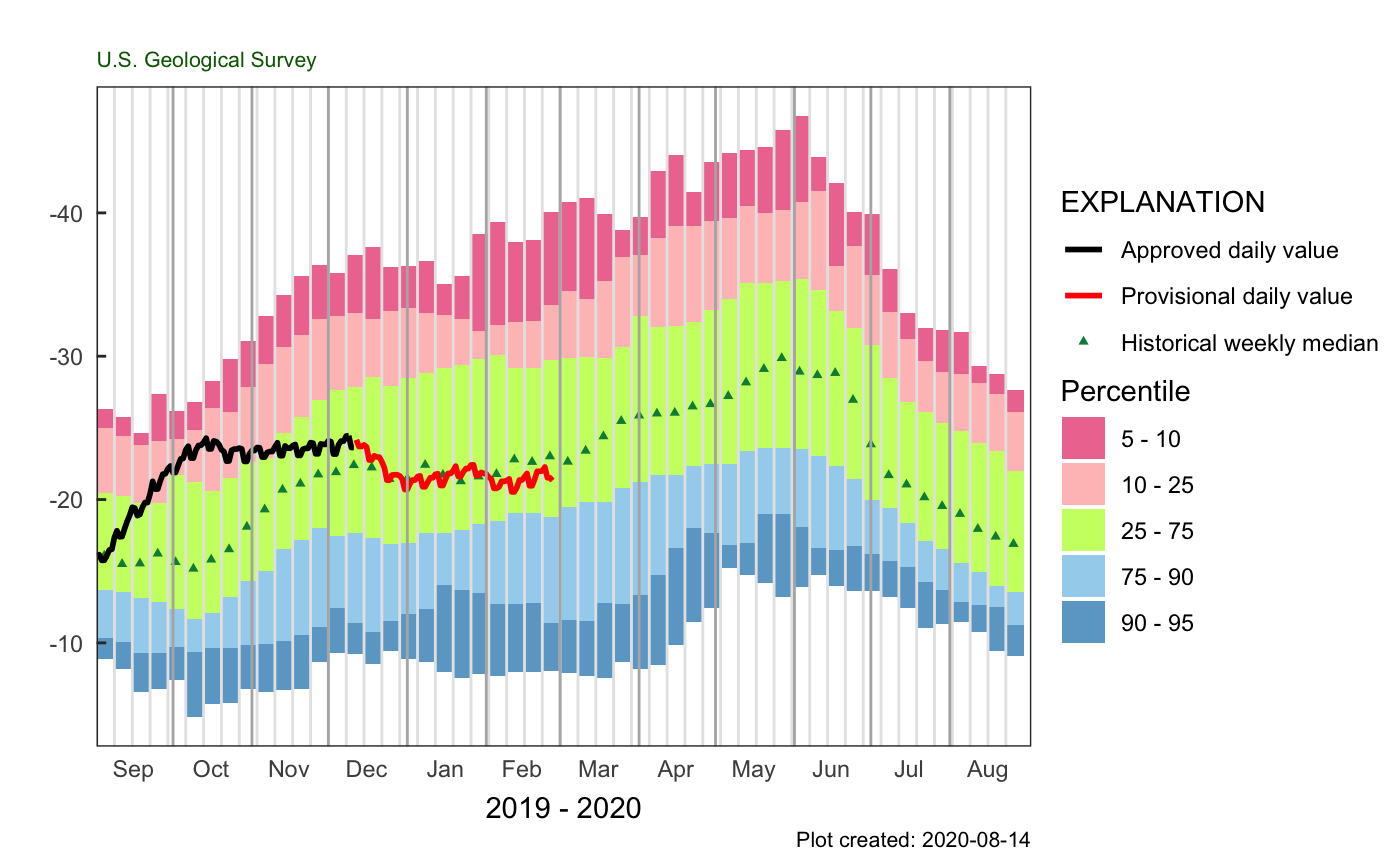 U.S. Geological Survey
-40
-30
-20
-10
Sep Oct Nov Dec Jan Feb Mar Apr May Jun Jul Aug
2019 - 2020
Plot created: 2020-08-14
EXPLANATION
Approved daily value
Provisional daily value
Historical weekly median
Percentile
5 - 10
10 - 25
25 - 75
75 - 90
90 - 95